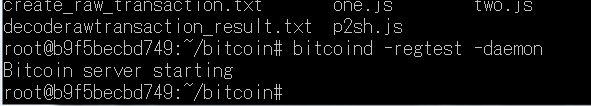 create_raw_transaction.txt one.js two.js
decoderawtransaction_result.txt p2sh.js
root@b9f5becbd749:~/bitcoin# bitcoind -regtest -daemon
Bitcoin server starting
root@b9f5becbd749:~/bitcoin#